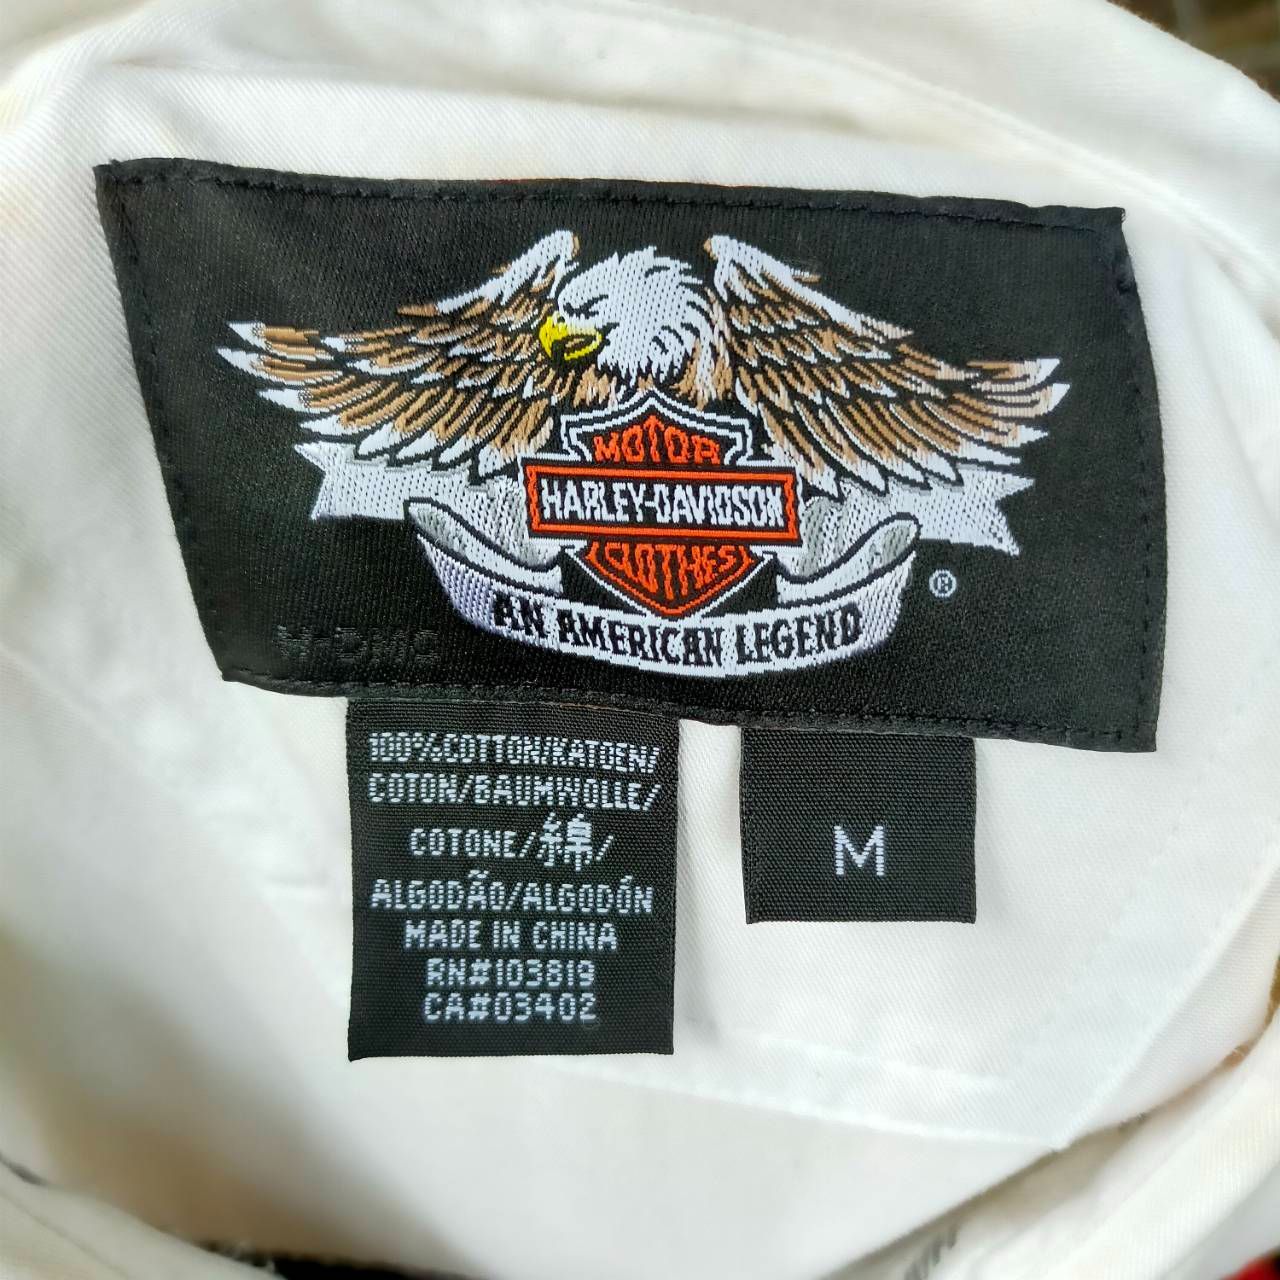 MOTOR
HARLEY-DAVIDSON
CLOTHES
AN AMERICAN LEGEND
®
H-DMC
100%COTTON/KATOEN/
COTON/BAUMWOLLE/
COTONE/綿/
ALGODÃO/ALGODÓN
MADE IN CHINA
RN#103819
CA#03402
M